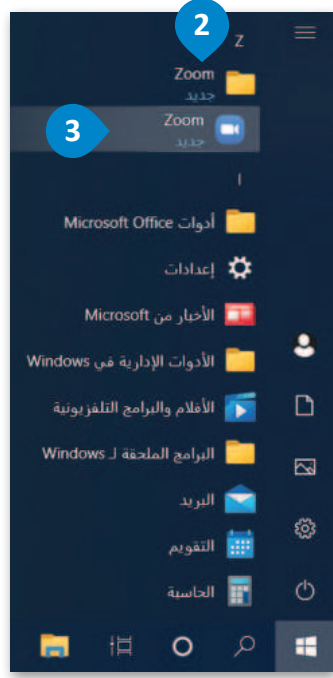 2
Z
Zoom
جديد
3
Zoom
جديد
أ
أدوات Microsoft Office
إعدادات
الأخبار من Microsoft
الأدوات الإدارية في Windows
الأفلام والبرامج التلفزيونية
البرامج الملحقة لـ Windows
البريد
التقويم
الحاسبة